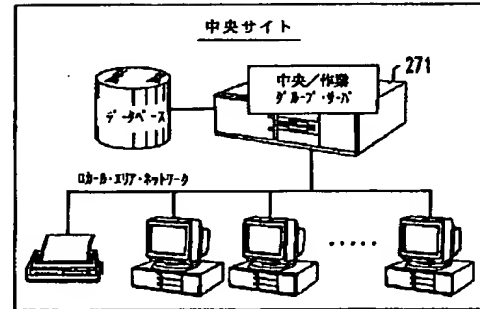 中央サイト
271
中央／作業
グループ・サーバ
データベース
ローカル・エリア・ネットワーク